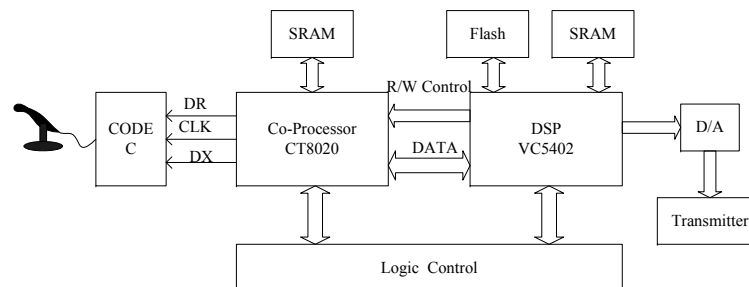 SRAM
Flash
SRAM
R/W Control
DR
CODE
C
CLK
Co-Processor
CT8020
DSP
VC5402
D/A
DX
DATA
Transmitter
Logic Control